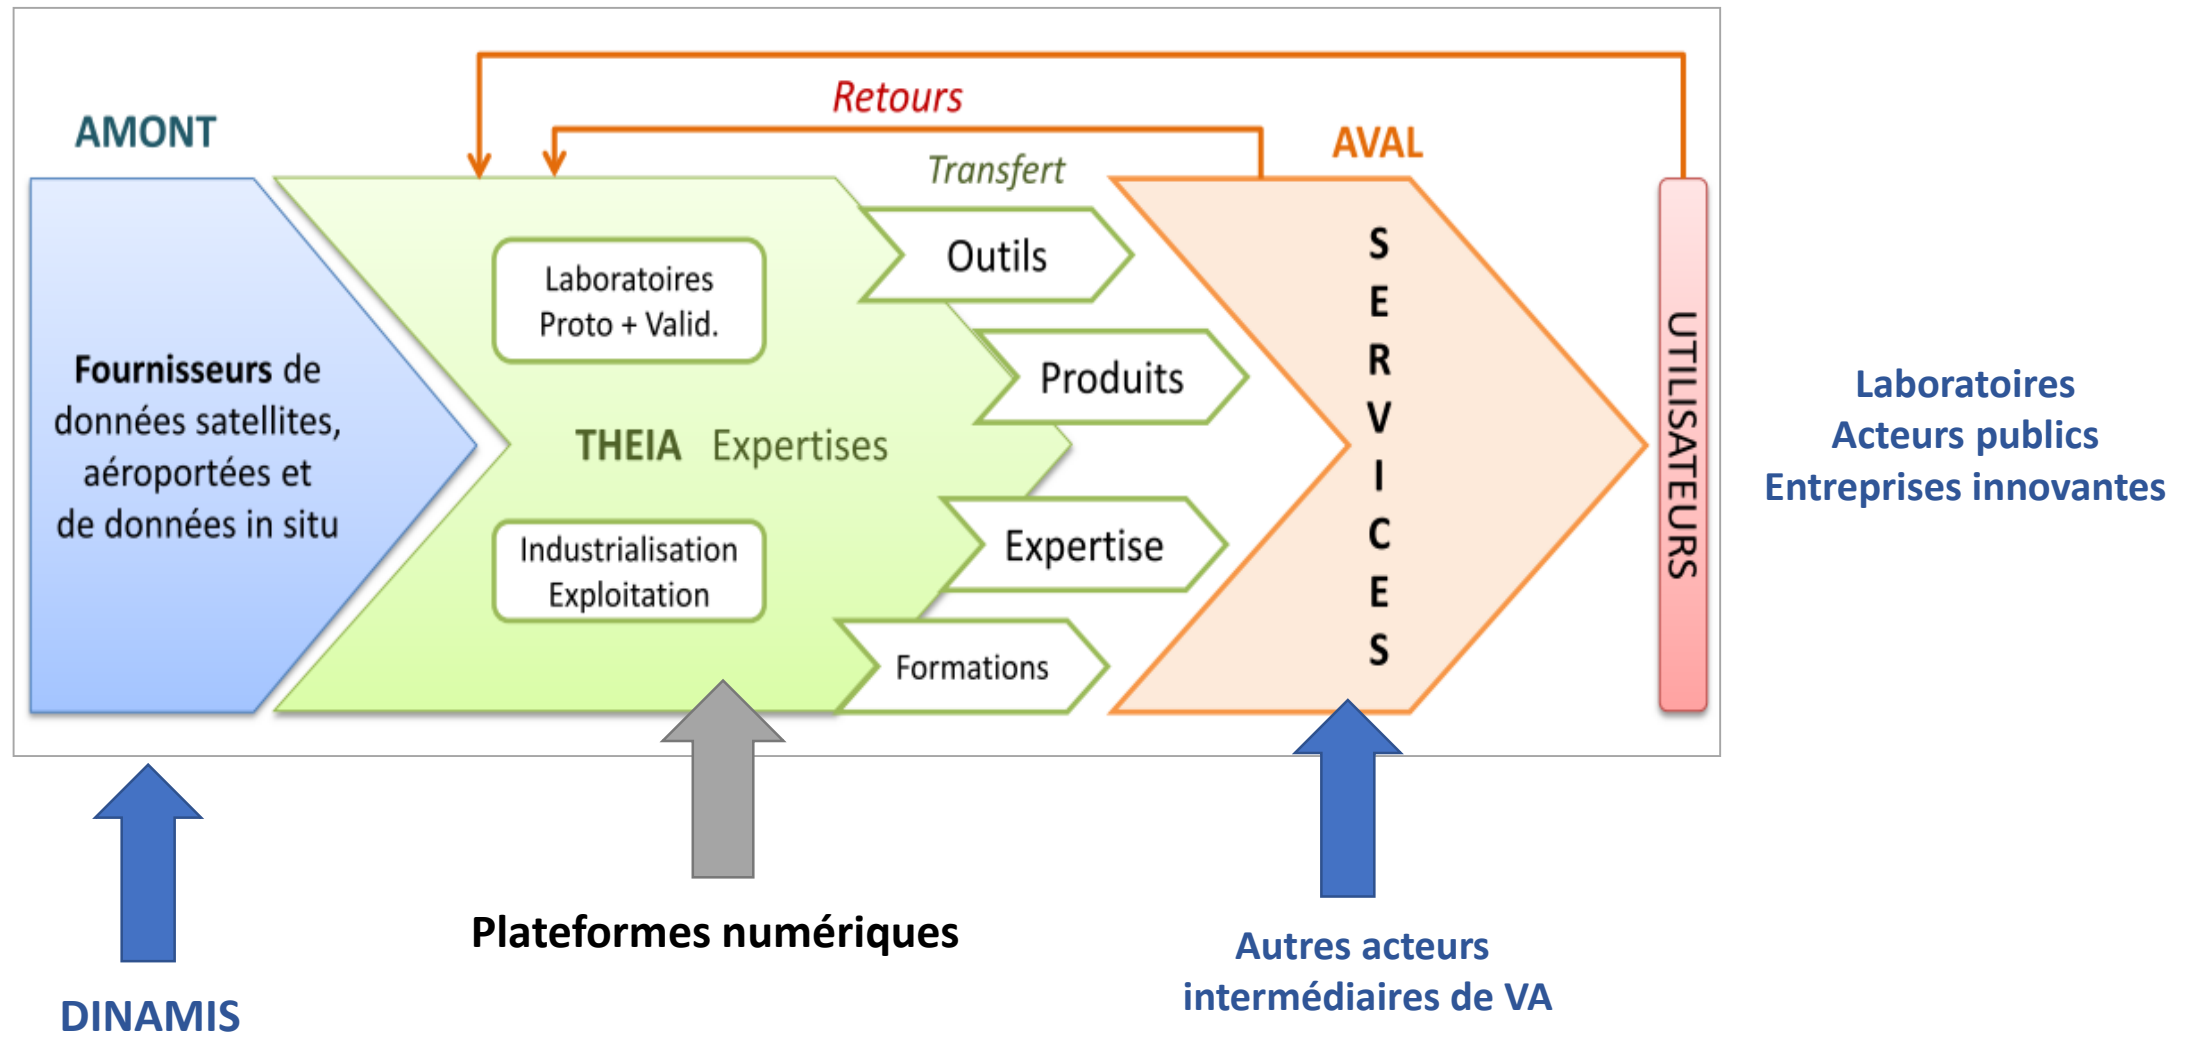 Retours
AMONT
AVAL
Transfert
Fournisseurs de
données satellites,
aéroportées et
de données in situ
Laboratoires
Proto + Valid.
THEIA Expertises
Industrialisation
Exploitation
Outils
Produits
Expertise
Formations
SERVICES
UTILISATEURS
Laboratoires
Acteurs publics
Entreprises innovantes
DINAMIS
Plateformes numériques
Autres acteurs
intermédiaires de VA